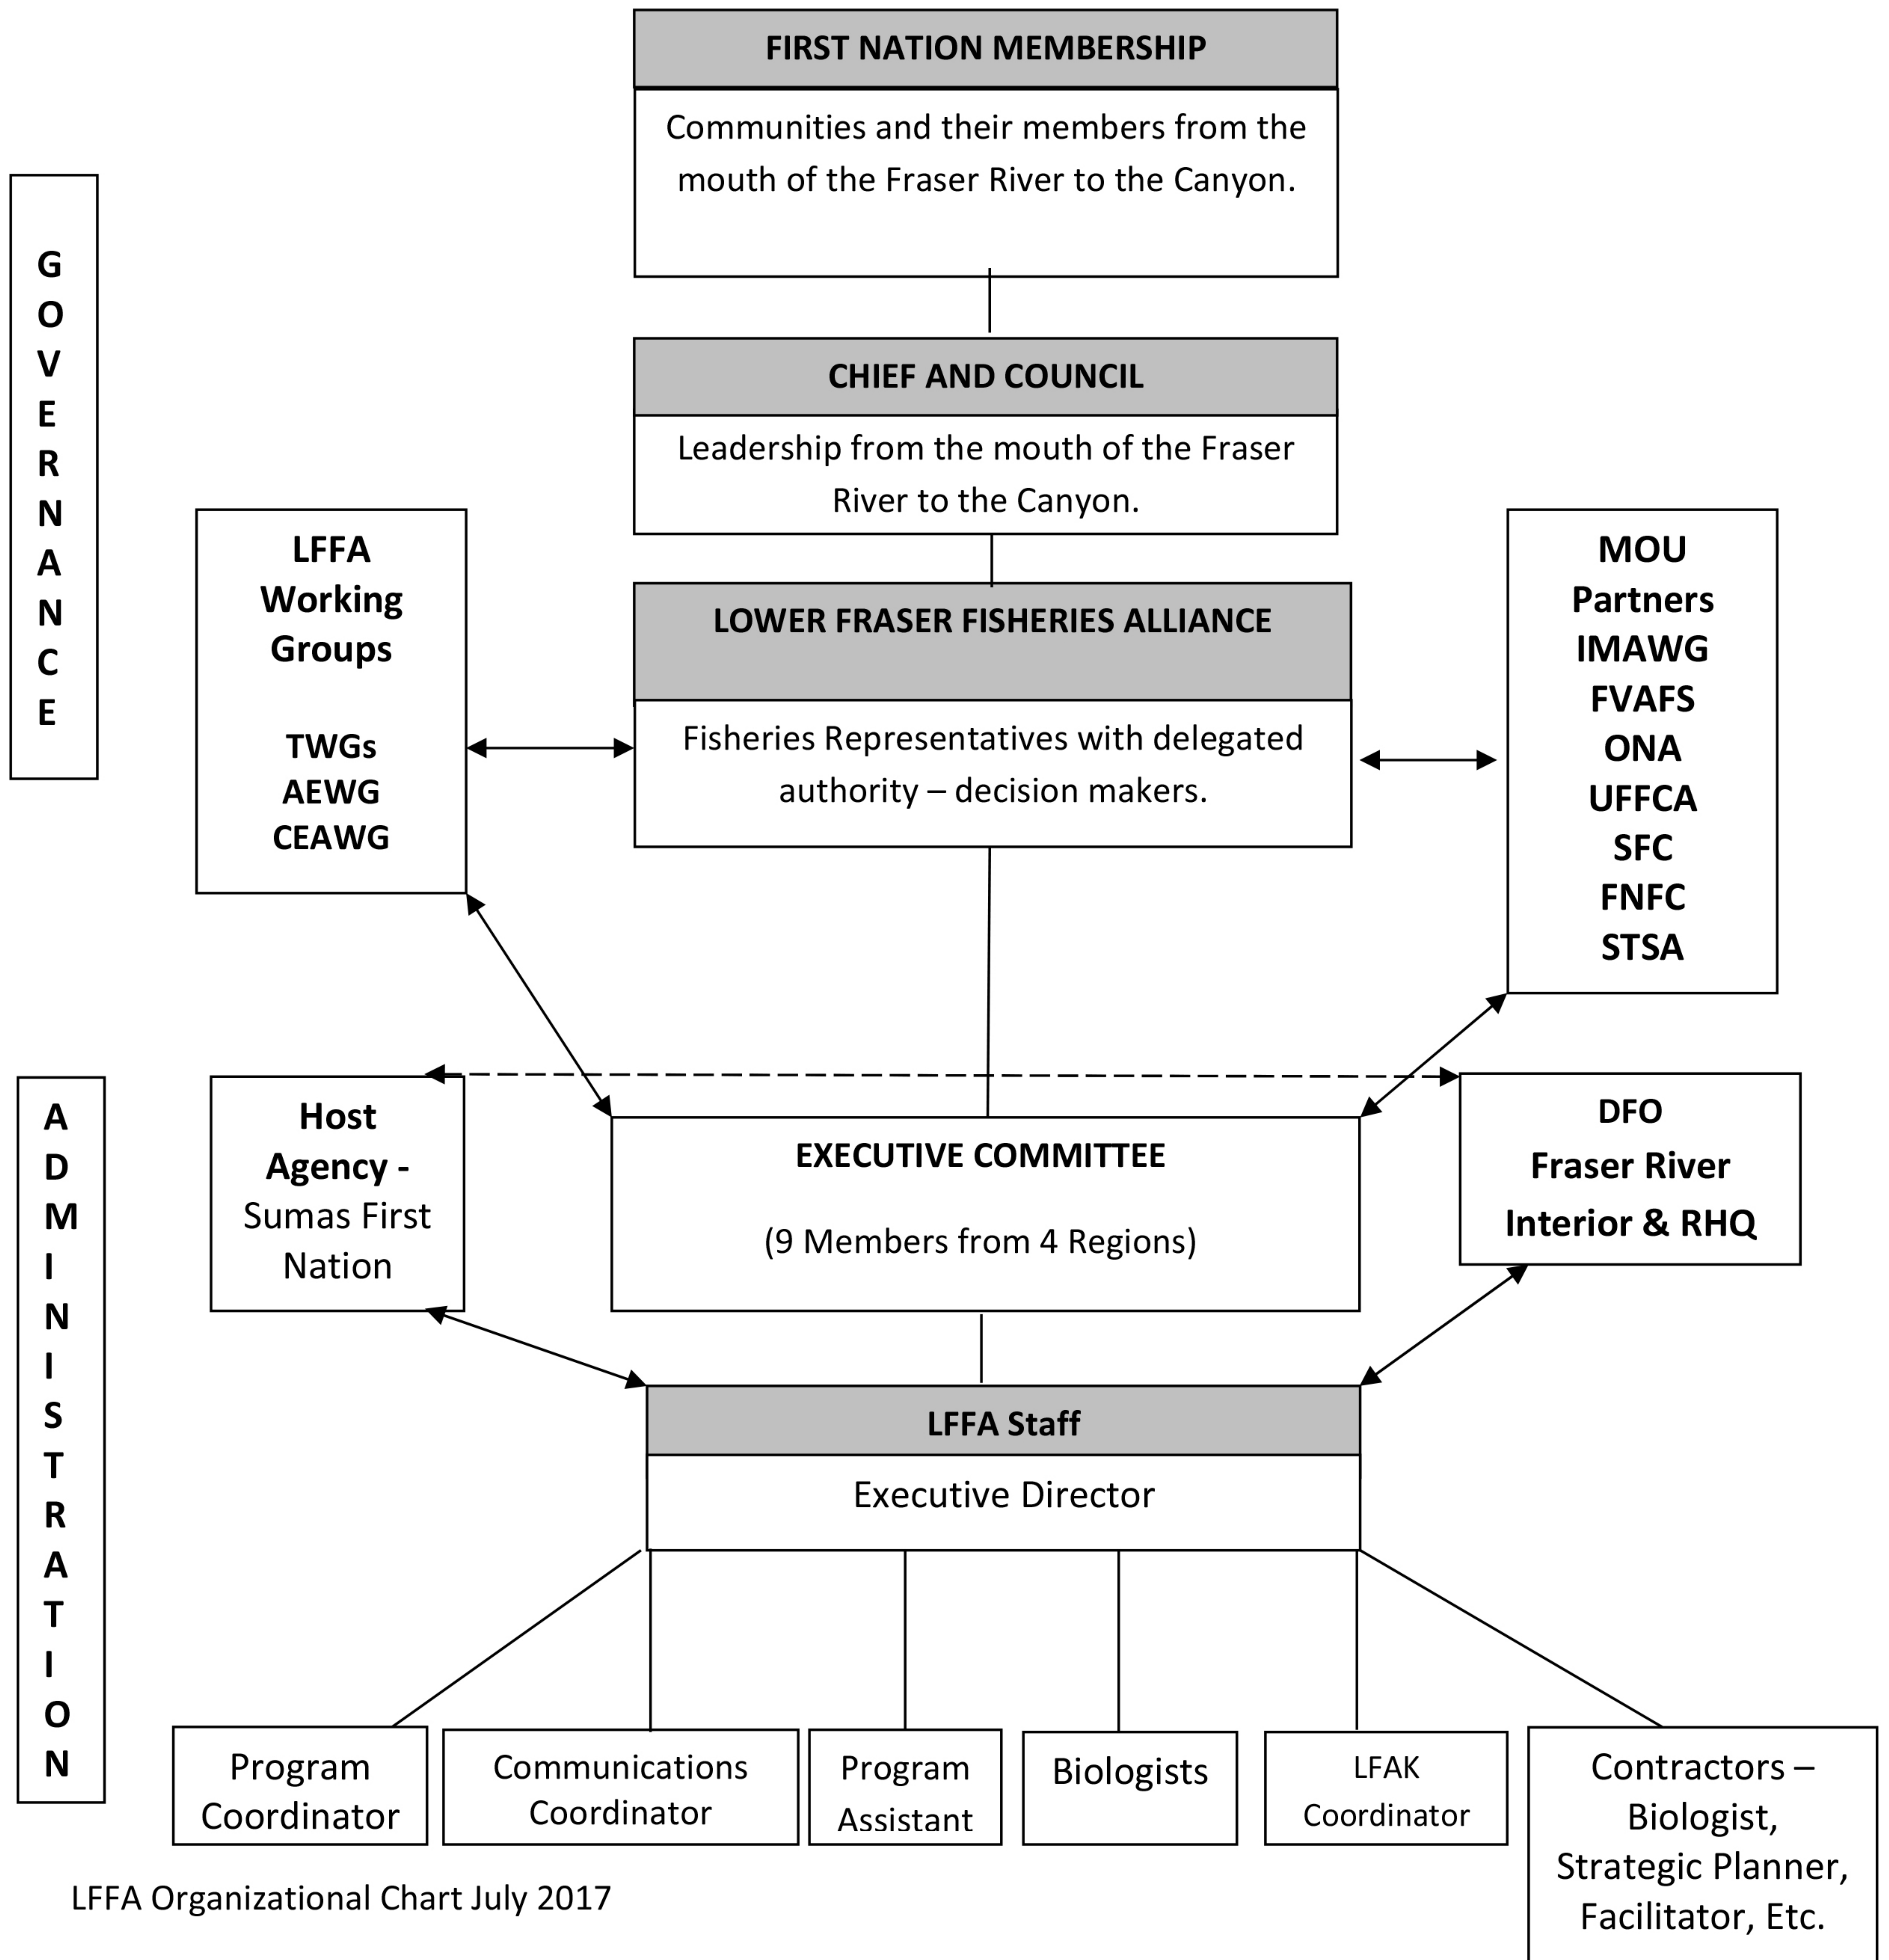 FIRST NATION MEMBERSHIP
Communities and their members from the
mouth of the Fraser River to the Canyon.
GOVERNANCE
CHIEF AND COUNCIL
Leadership from the mouth of the Fraser
River to the Canyon.
LFFA
Working
Groups
TWGs
AEWG
CEAWG
LOWER FRASER FISHERIES ALLIANCE
Fisheries Representatives with delegated
authority – decision makers.
MOU
Partners
IMAWG
FVAFS
ONA
UFFCA
SFC
FNFC
STSA
ADMINISTRATION
Host
Agency -
Sumas First
Nation
EXECUTIVE COMMITTEE
(9 Members from 4 Regions)
DFO
Fraser River
Interior & RHQ
LFFA Staff
Executive Director
Program
Coordinator
Communications
Coordinator
Program
Assistant
Biologists
LFAK
Coordinator
Contractors –
Biologist,
Strategic Planner,
Facilitator, Etc.
LFFA Organizational Chart July 2017